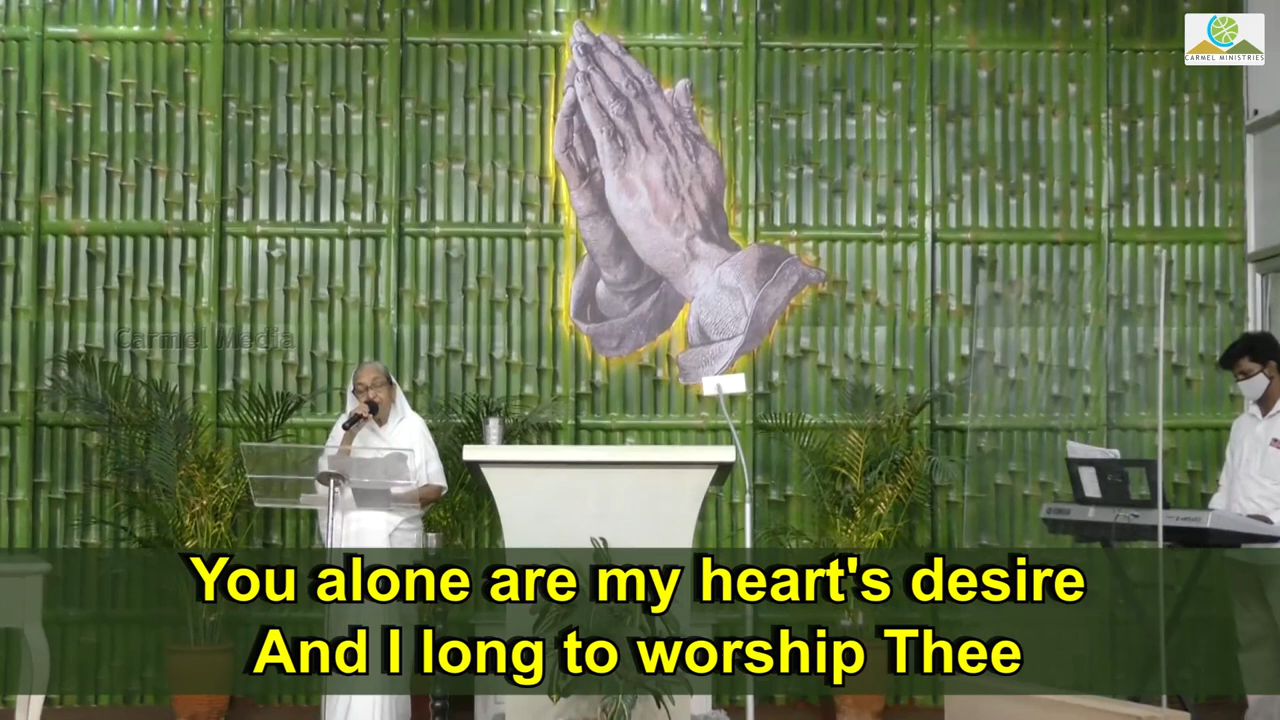 CARMEL MINISTRIES
Carmel Media
You alone are my heart's desire
And I long to worship Thee